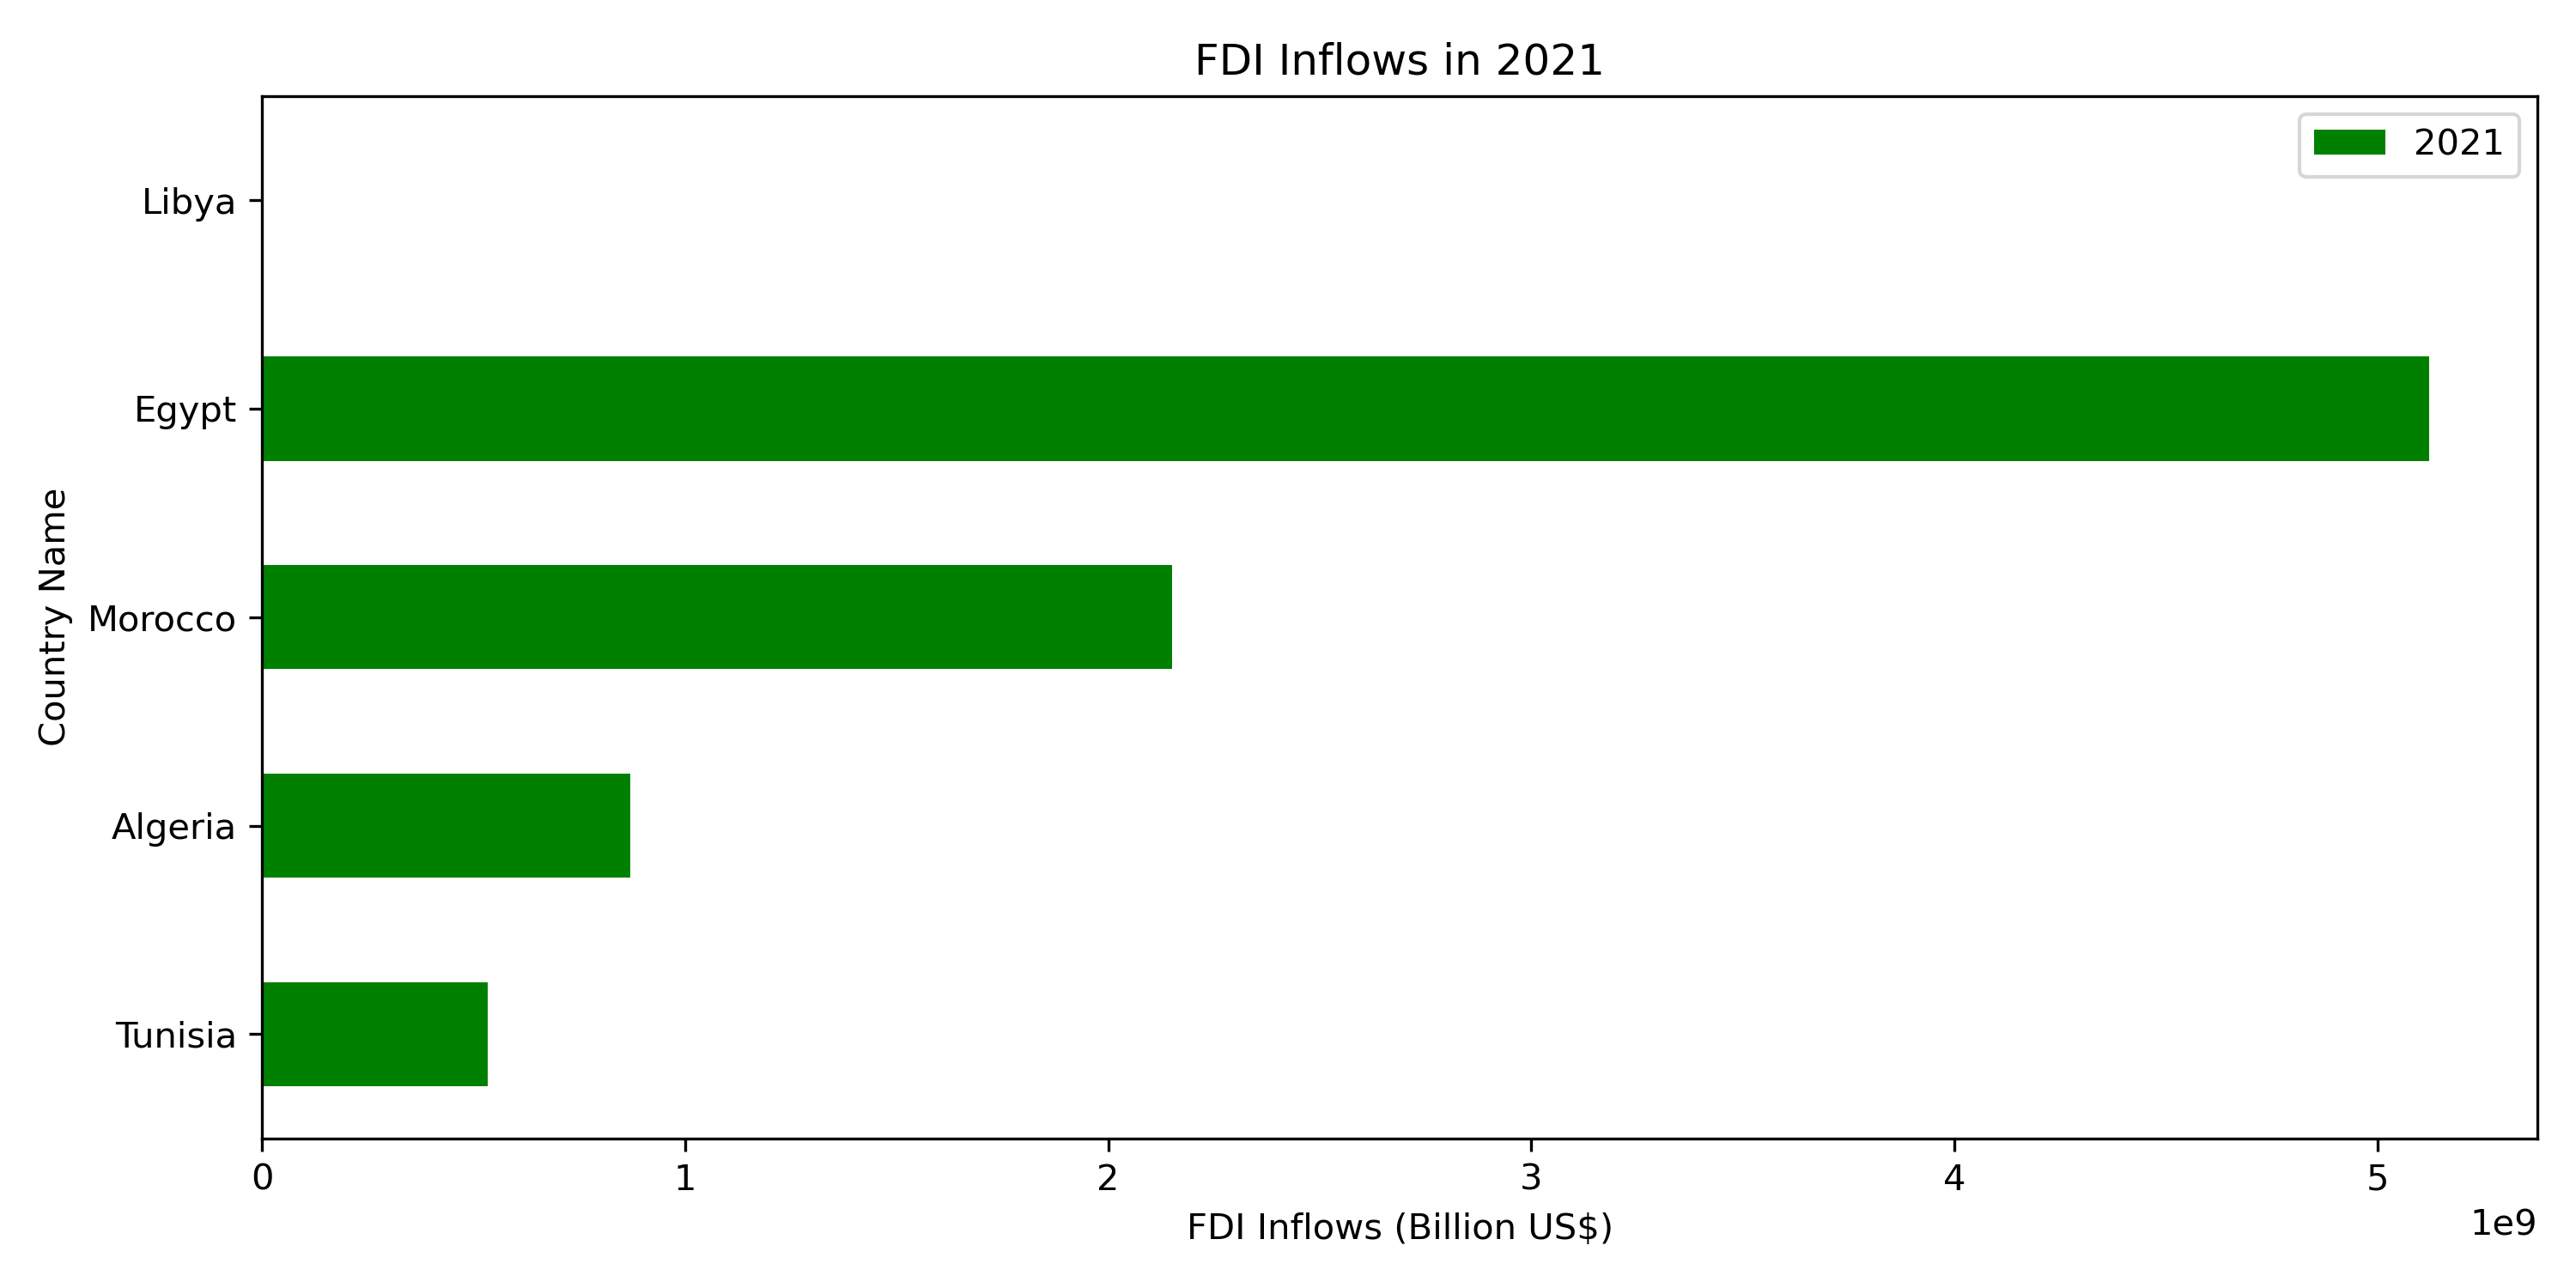 FDI Inflows in 2021
2021
Libya
Egypt
Morocco
Algeria
Tunisia
Country Name
0 1 2 3 4 5
1e9
FDI Inflows (Billion US$)